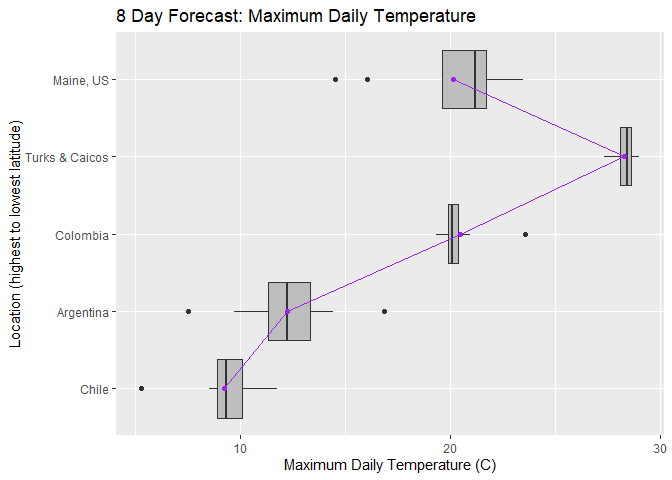 8 Day Forecast: Maximum Daily Temperature
Location (highest to lowest latitude)
Maine, US
Turks & Caicos
Colombia
Argentina
Chile
10 20 30
Maximum Daily Temperature (C)